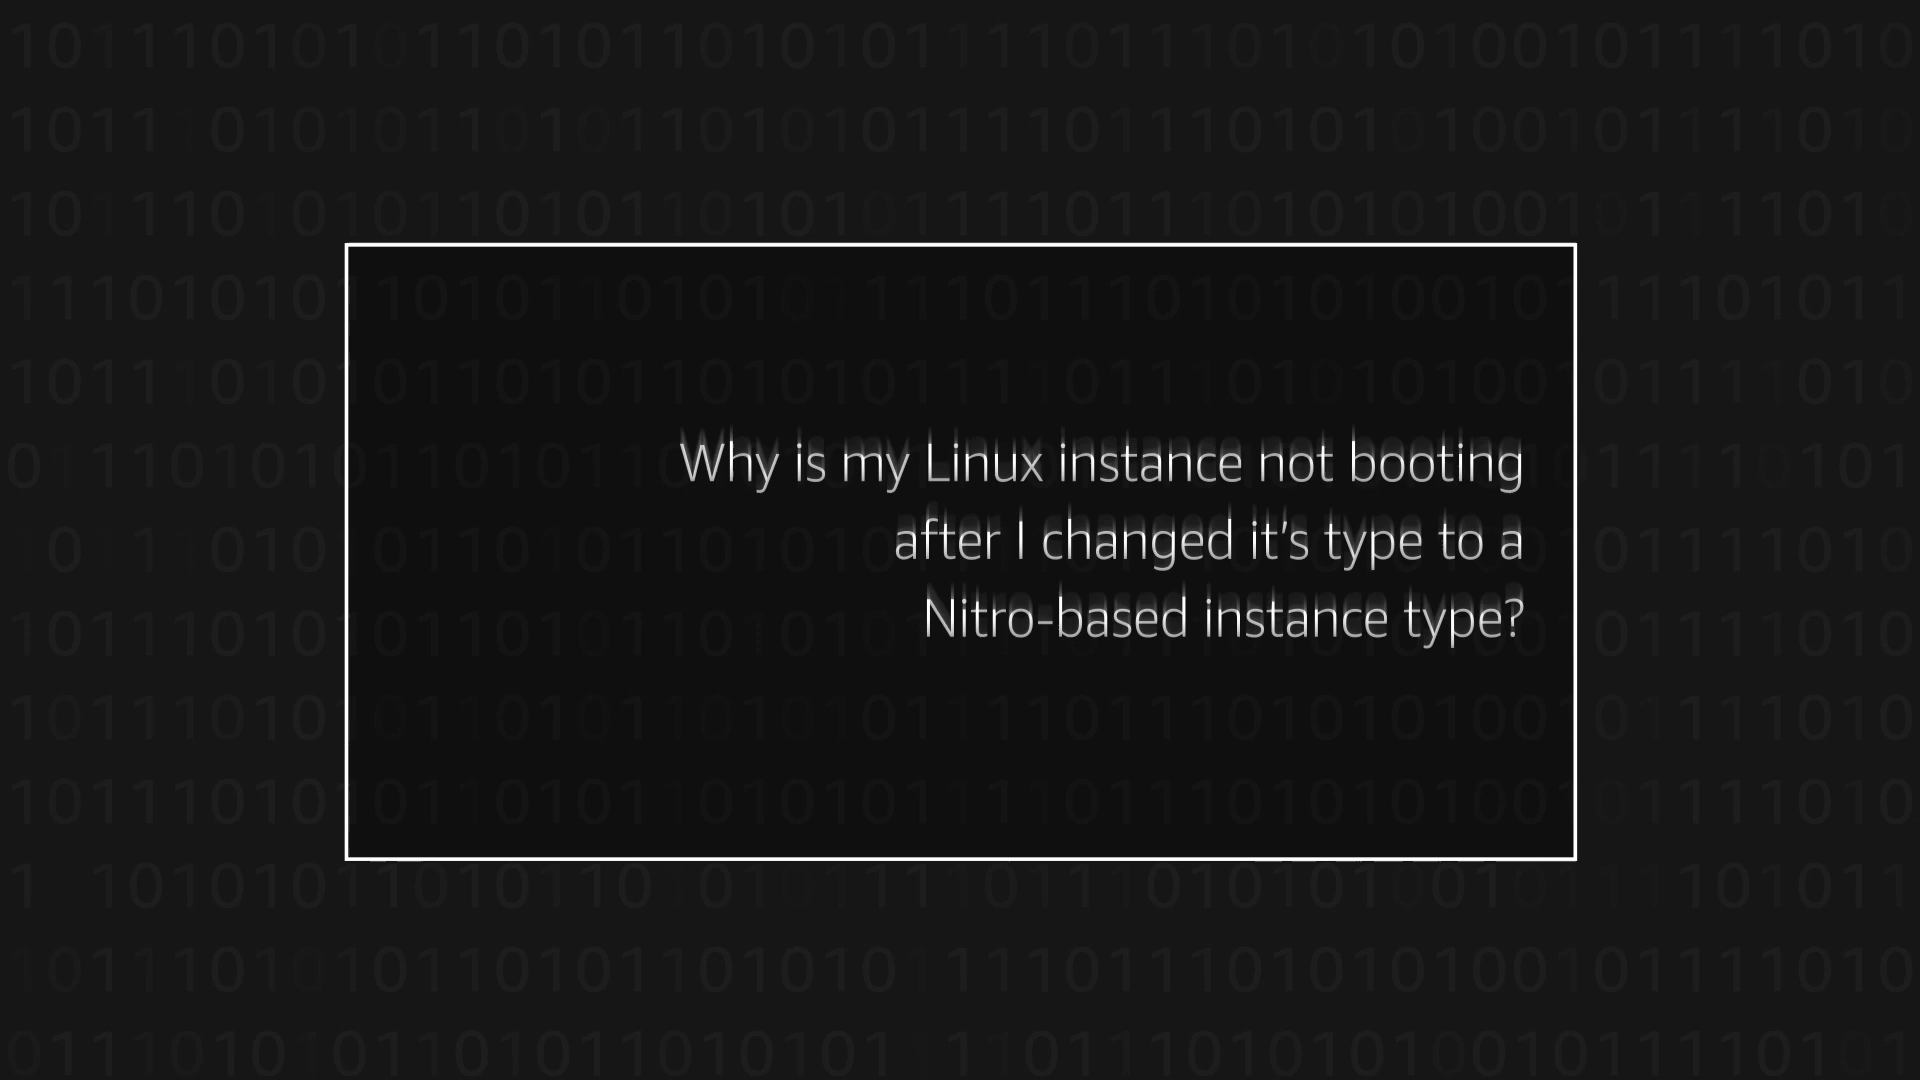 Why is my Linux instance not booting
after I changed it's type to a
Nitro-based instance type?